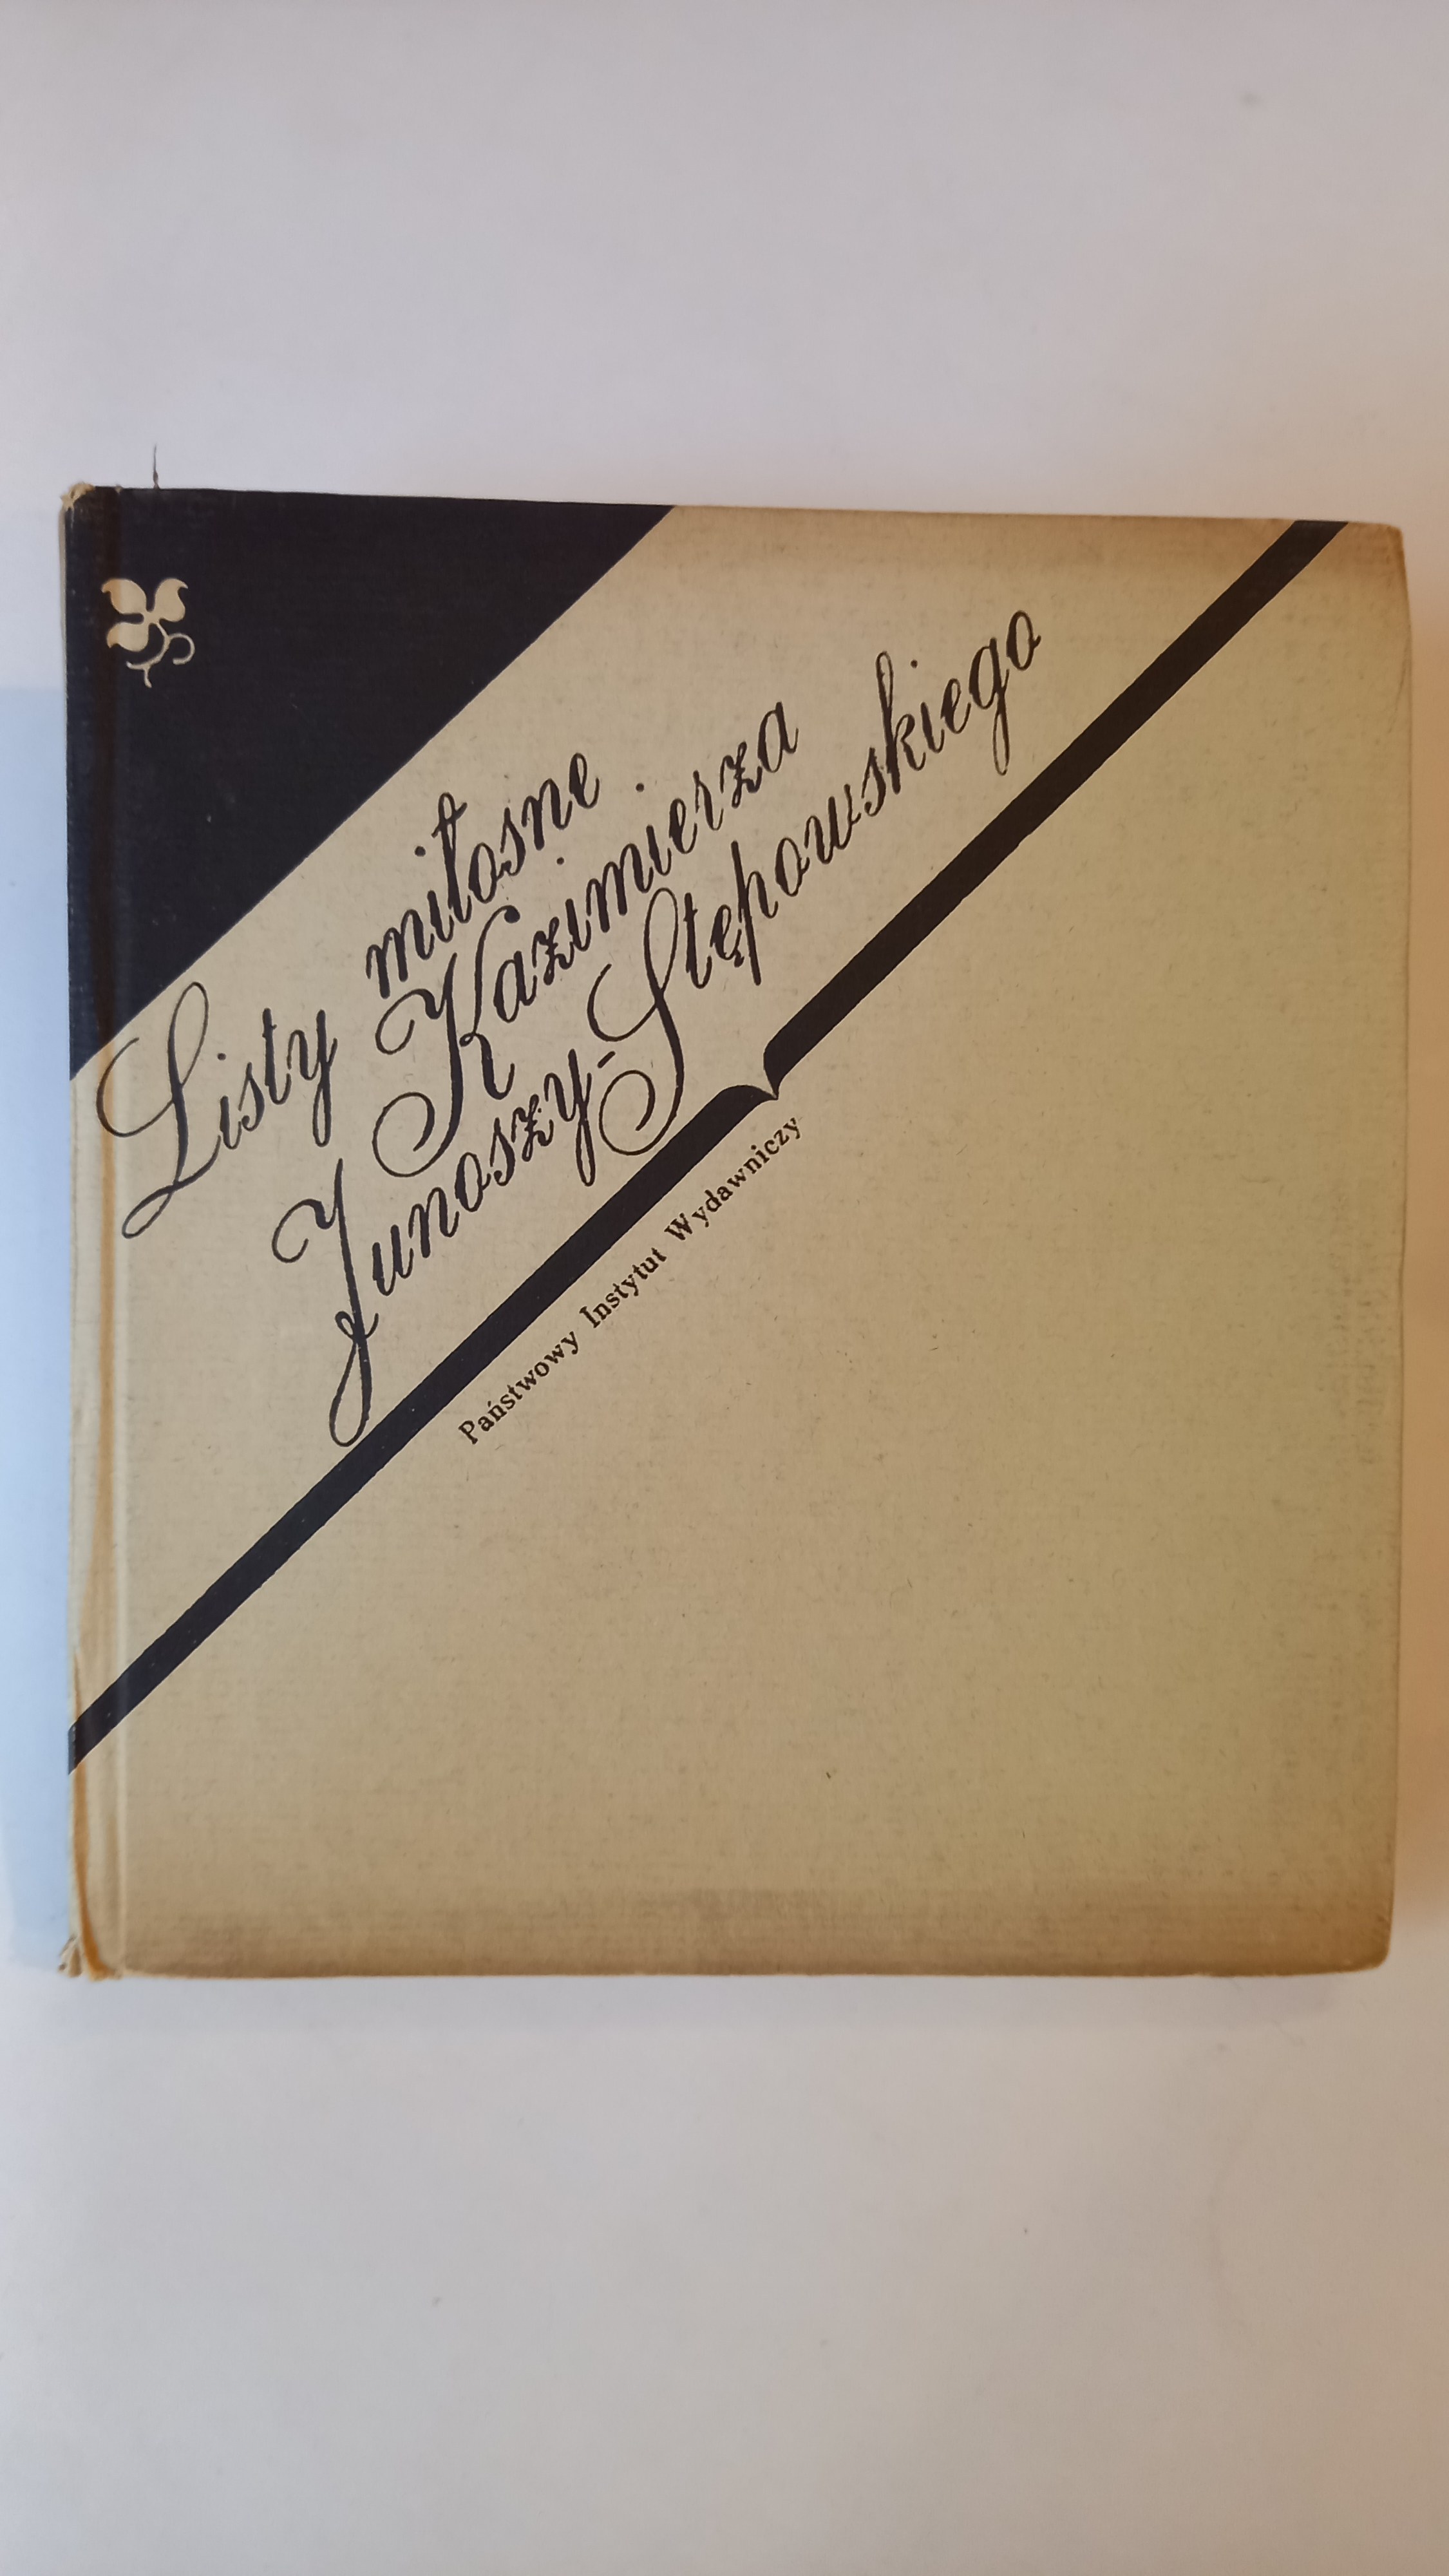 Listy miłosne
Kazimierza
Junoszy-Stępowskiego
Państwowy Instytut Wydawniczy